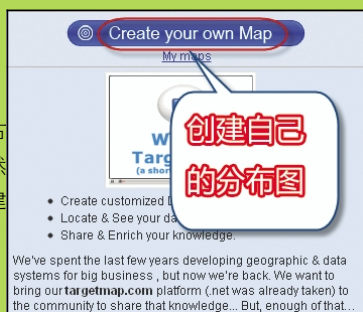 Create your own Map
My maps
创建自己
的分布图
W
Targ
(a shor
• Create customized
• Locate & See your da
• Share & Enrich your knowledge.
We've spent the last few years developing geographic & data
systems for big business , but now we're back. We want to
bring our targetmap.com platform (.net was already taken) to
the community to share that knowledge... But, enough of that...